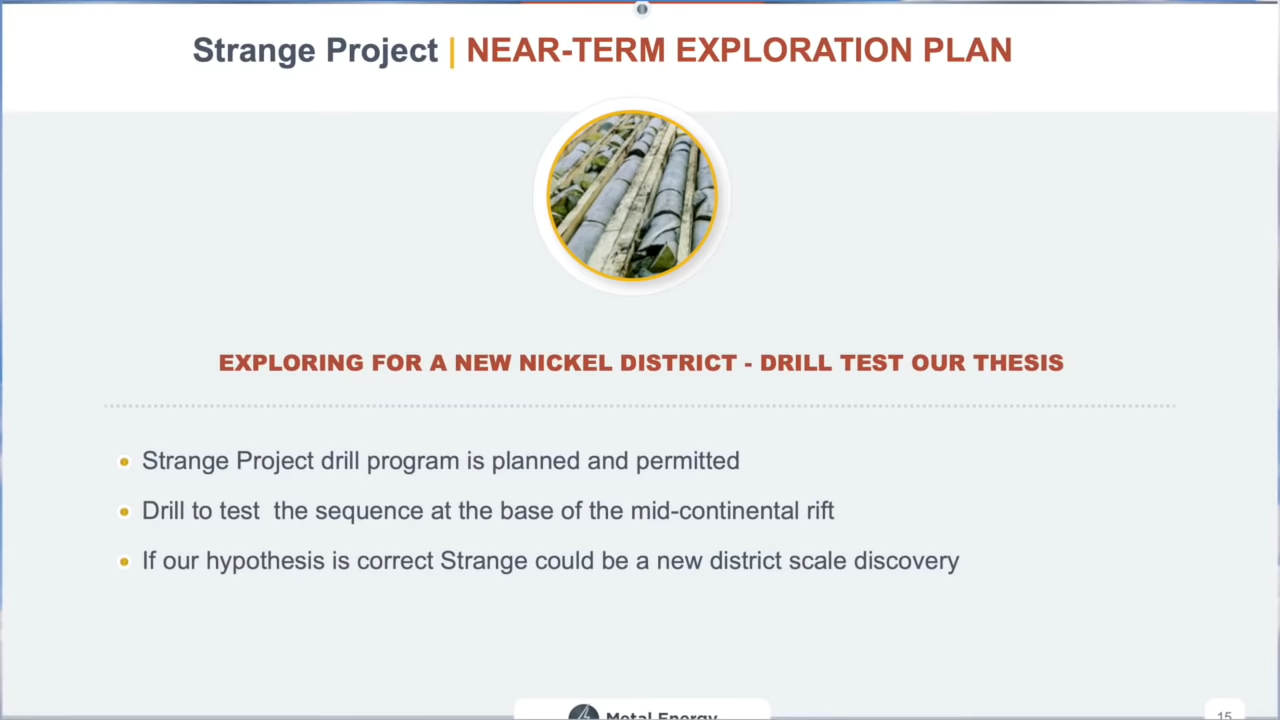 Strange Project | NEAR-TERM EXPLORATION PLAN
EXPLORING FOR A NEW NICKEL DISTRICT - DRILL TEST OUR THESIS
Strange Project drill program is planned and permitted
Drill to test  the sequence at the base of the mid-continental rift
If our hypothesis is correct Strange could be a new district scale discovery
Metal Energy
15